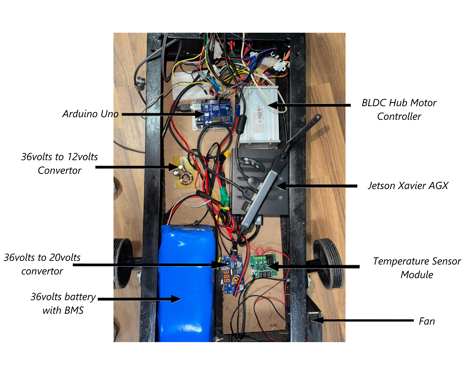 Arduino Uno
BLDC Hub Motor
Controller
36volts to 12volts
Convertor
Jetson Xavier AGX
36volts to 20volts
convertor
Temperature Sensor
Module
36volts battery
with BMS
Fan